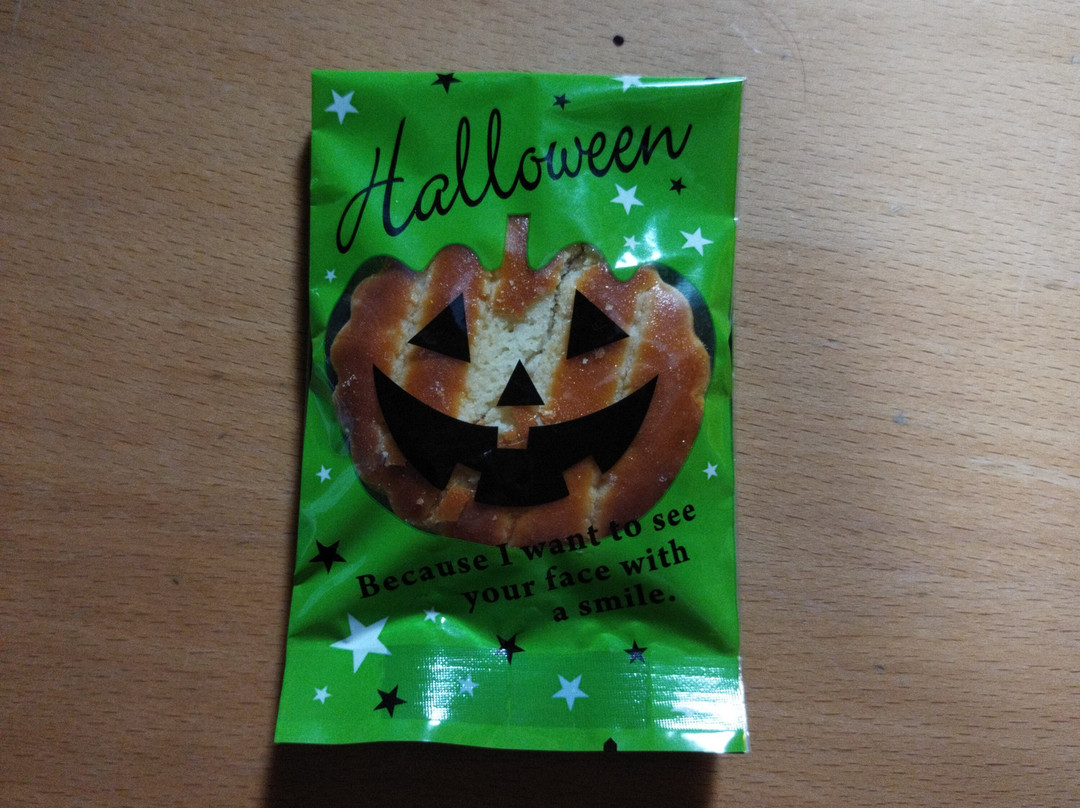 Halloween
Because I want to see
your face with
a smile.